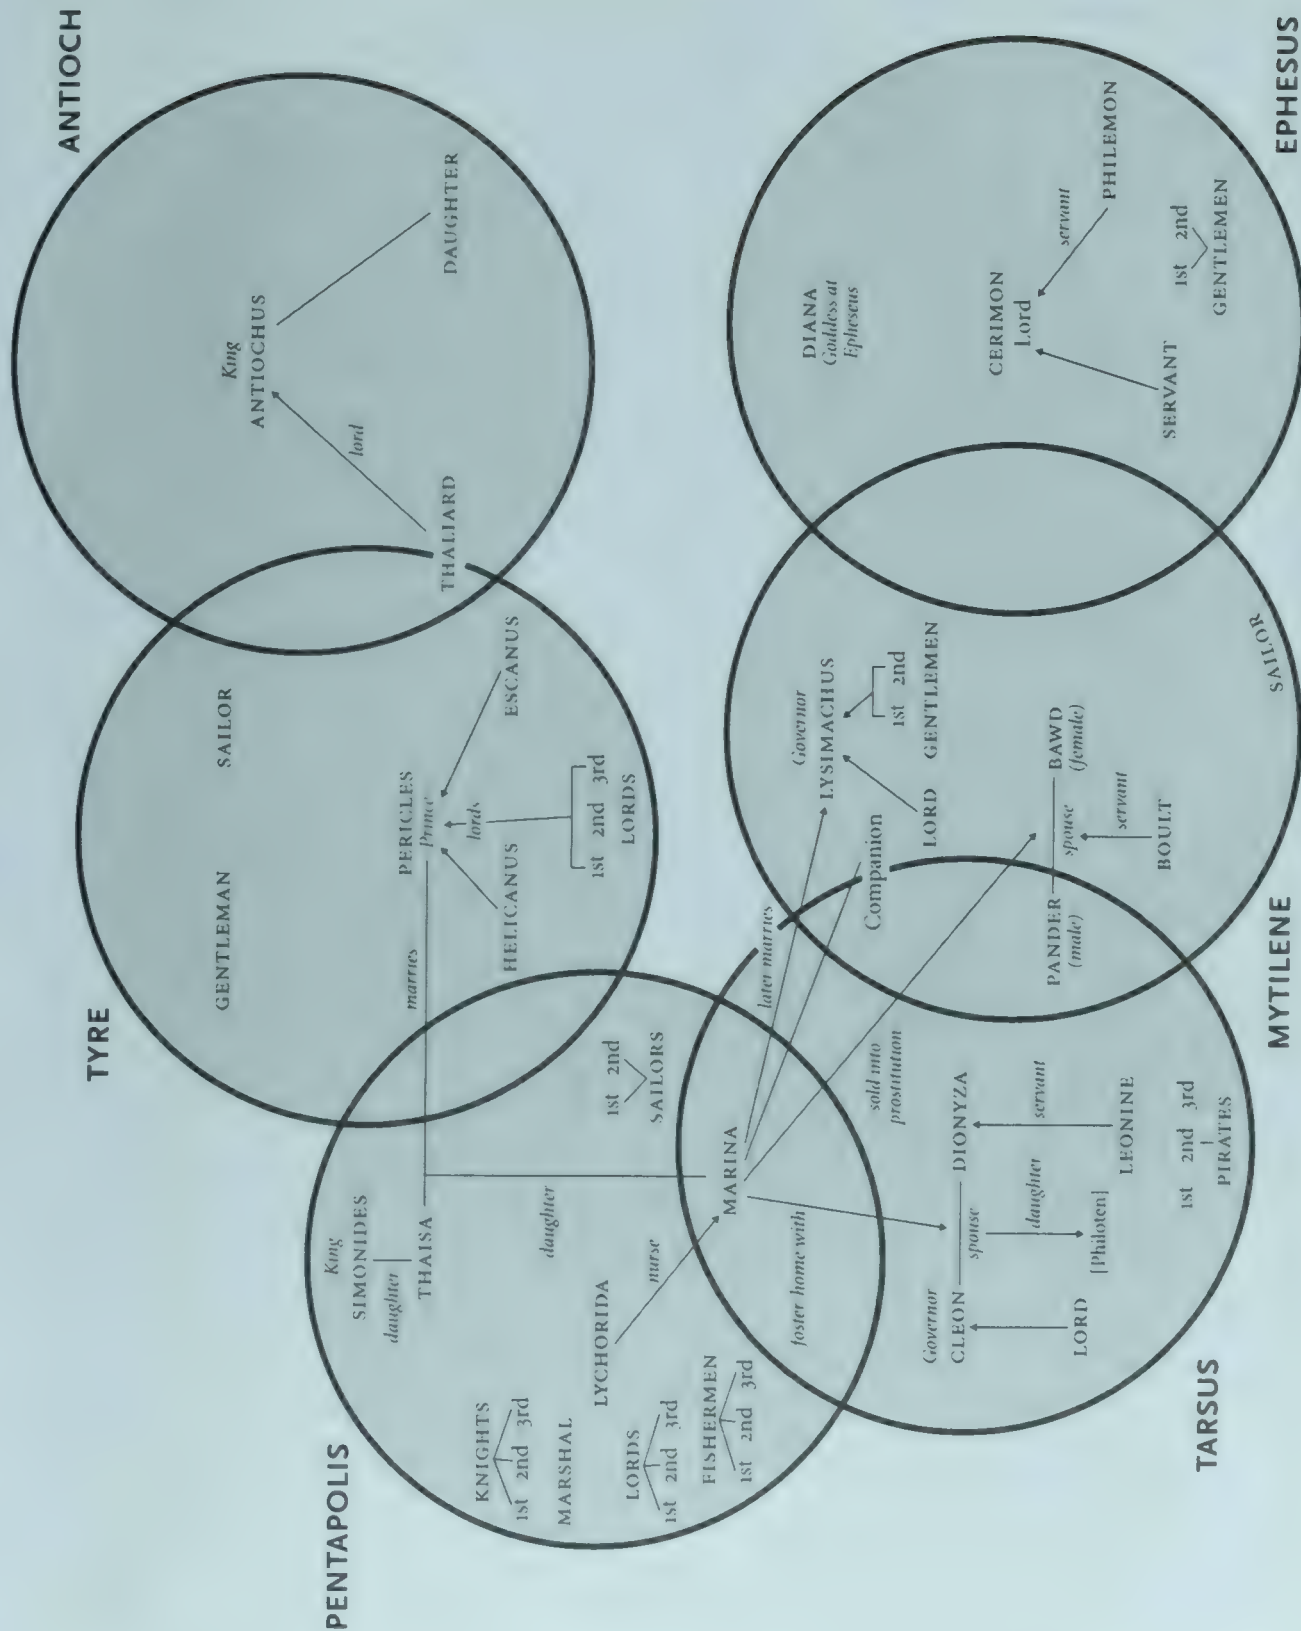 PENTAPOLIS
TYRE
ANTIOCH
King
SIMONIDES
daughter
THAISA
marries
KNIGHTS
1st 2nd 3rd
MARSHAL
LYCHORIDA
nurse
LORDS
1st 2nd 3rd
FISHERMEN
1st 2nd 3rd
daughter
1st 2nd
SAILORS
MARINA
GENTLEMAN
SAILOR
PERICLES
Prince
lords
HELICANUS
ESCANUS
1st 2nd 3rd
LORDS
THALIARD
lord
King
ANTIOCHUS
DAUGHTER
foster home with
later marries
sold into
prostitution
Governor
CLEON
spouse
DIONYZA
daughter
servant
LORD
[Philoten]
LEONINE
1st 2nd 3rd
PIRATES
TARSUS
Companion
Governor
LYSIMACHUS
LORD
1st 2nd
GENTLEMEN
PANDER
(male)
spouse
BAWD
(female)
servant
BOULT
SAILOR
MYTILENE
DIANA
Goddess at
Epheseus
CERIMON
Lord
servant
SERVANT
PHILEMON
1st 2nd
GENTLEMEN
EPHESUS